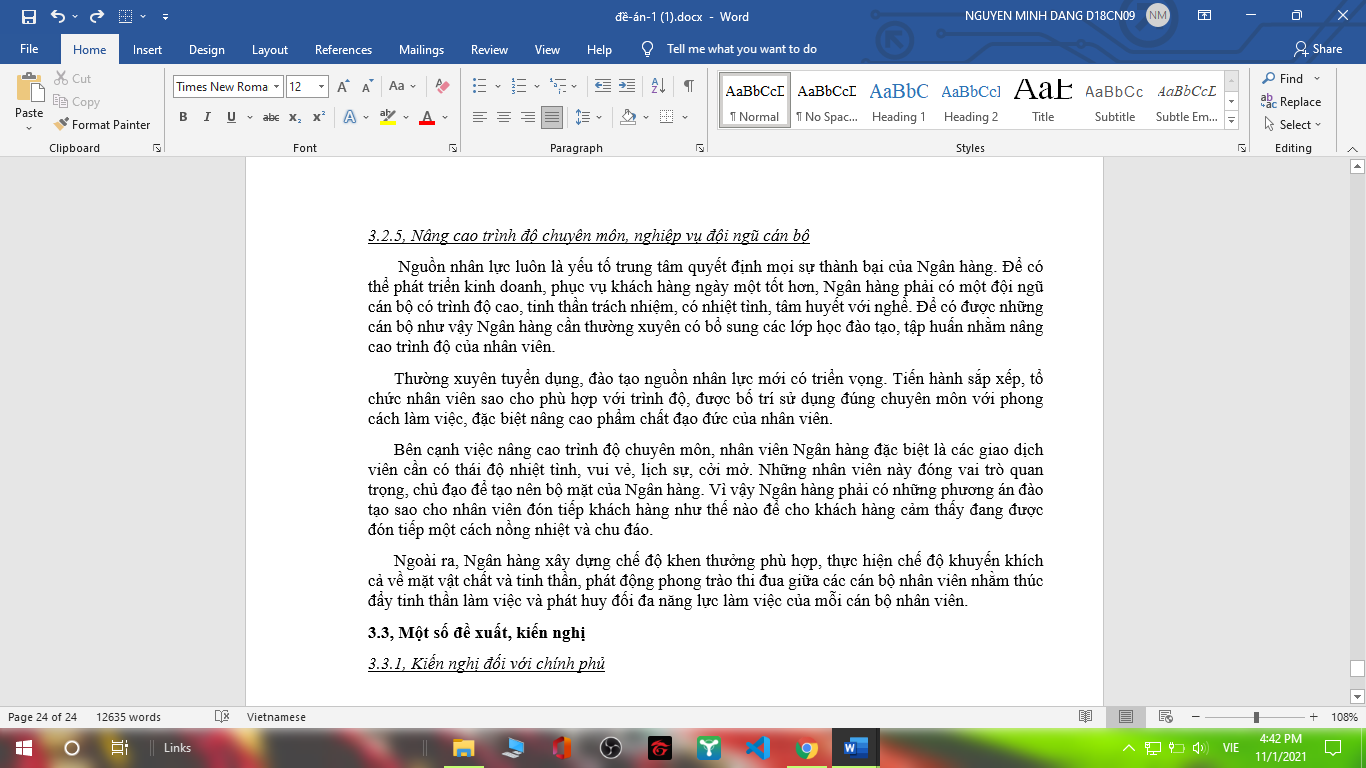 đề-án-1 (1).docx - Word
NGUYEN MINH DANG D18CN09
NM
File Home Insert Design Layout References Mailings Review View Help Tell me what you want to do Share
Paste
Cut
Copy
Format Painter
Clipboard
Times New Roma 12
Font
Paragraph
AaBbCcI AaBbCcD AaBbC AaBbCcI AaB AaBbCc AaBbCcD
¶ Normal ¶ No Spac... Heading 1 Heading 2 Title Subtitle Subtle Em...
Styles
Find
Replace
Select
Editing
3.2.5, Nâng cao trình độ chuyên môn, nghiệp vụ đội ngũ cán bộ
Nguồn nhân lực luôn là yếu tố trung tâm quyết định mọi sự thành bại của Ngân hàng. Để có
thể phát triển kinh doanh, phục vụ khách hàng ngày một tốt hơn, Ngân hàng phải có một đội ngũ
cán bộ có trình độ cao, tinh thần trách nhiệm, có nhiệt tình, tâm huyết với nghề. Để có được những
cán bộ như vậy Ngân hàng cần thường xuyên có bổ sung các lớp học đào tạo, tập huấn nhằm nâng
cao trình độ của nhân viên.
Thường xuyên tuyển dụng, đào tạo nguồn nhân lực mới có triển vọng. Tiến hành sắp xếp, tổ
chức nhân viên sao cho phù hợp với trình độ, được bố trí sử dụng đúng chuyên môn với phong
cách làm việc, đặc biệt nâng cao phẩm chất đạo đức của nhân viên.
Bên cạnh việc nâng cao trình độ chuyên môn, nhân viên Ngân hàng đặc biệt là các giao dịch
viên cần có thái độ nhiệt tình, vui vẻ, lịch sự, cởi mở. Những nhân viên này đóng vai trò quan
trọng, chủ đạo để tạo nên bộ mặt của Ngân hàng. Vì vậy Ngân hàng phải có những phương án đào
tạo sao cho nhân viên đón tiếp khách hàng như thế nào để cho khách hàng cảm thấy đang được
đón tiếp một cách nồng nhiệt và chu đáo.
Ngoài ra, Ngân hàng xây dựng chế độ khen thưởng phù hợp, thực hiện chế độ khuyến khích
cả về mặt vật chất và tinh thần, phát động phong trào thi đua giữa các cán bộ nhân viên nhằm thúc
đẩy tinh thần làm việc và phát huy đối đa năng lực làm việc của mỗi cán bộ nhân viên.
3.3, Một số đề xuất, kiến nghị
3.3.1, Kiến nghị đối với chính phủ
Page 24 of 24 12635 words Vietnamese 108%
Links
VIE
4:42 PM
11/1/2021